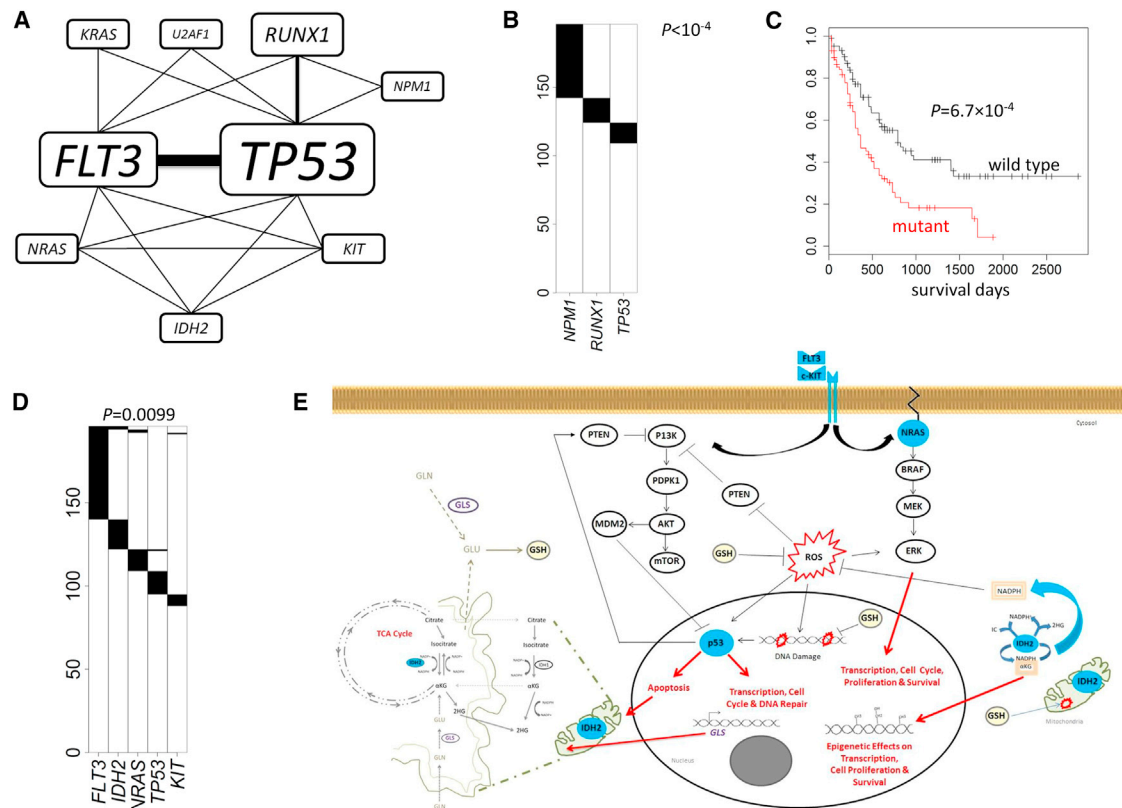 A
KRAS
U2AF1
RUNX1
NPM1
FLT3
TP53
NRAS
KIT
IDH2
B
P<10-4
150
100
50
0
NPM1
RUNX1
TP53
C
1.0
0.8
0.6
0.4
0.2
0.0
P=6.7×10-4
wild type
mutant
0
500
1000
1500
2000
2500
survival days
D
P=0.0099
150
100
50
0
FLT3
IDH2
NRAS
TP53
KIT
E
FLT3
c-KIT
Cytosol
PTEN
P13K
NRAS
GLN
PDPK1
BRAF
GLS
PTEN
MEK
MDM2
AKT
GLU
GSH
mTOR
GSH
ROS
ERK
NADPH
Citrate
Citrate
TCA Cycle
Isocitrate
Isocitrate
IDH2
αKG
αKG
2HG
2HG
GLU
GLS
GLN
p53
GSH
DNA Damage
IC
2HG
IDH2
NADPH
αKG
Apoptosis
Transcription, Cell
Cycle & DNA Repair
Transcription, Cell Cycle,
Proliferation & Survival
IDH2
IDH2
GSH
Mitochondria
GLS
Nucleus
Epigenetic Effects on
Transcription,
Cell Proliferation &
Survival